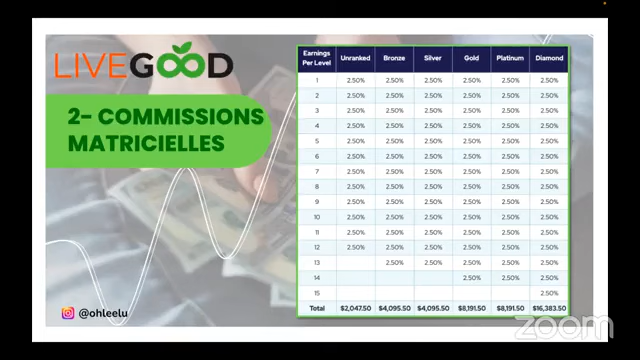 LIVEGOOD
2- COMMISSIONS
MATRICIELLES
Earnings Per Level Unranked Bronze Silver Gold Platinum Diamond
1 2.50% 2.50% 2.50% 2.50% 2.50% 2.50%
2 2.50% 2.50% 2.50% 2.50% 2.50% 2.50%
3 2.50% 2.50% 2.50% 2.50% 2.50% 2.50%
4 2.50% 2.50% 2.50% 2.50% 2.50% 2.50%
5 2.50% 2.50% 2.50% 2.50% 2.50% 2.50%
6 2.50% 2.50% 2.50% 2.50% 2.50% 2.50%
7 2.50% 2.50% 2.50% 2.50% 2.50% 2.50%
8 2.50% 2.50% 2.50% 2.50% 2.50% 2.50%
9 2.50% 2.50% 2.50% 2.50% 2.50% 2.50%
10 2.50% 2.50% 2.50% 2.50% 2.50% 2.50%
11 2.50% 2.50% 2.50% 2.50% 2.50% 2.50%
12 2.50% 2.50% 2.50% 2.50% 2.50% 2.50%
13 2.50% 2.50% 2.50% 2.50% 2.50%
14 2.50% 2.50% 2.50%
15 2.50%
Total $2,047.50 $4,095.50 $4,095.50 $8,191.50 $8,191.50 $16,383.50
@ohleelu
zoom